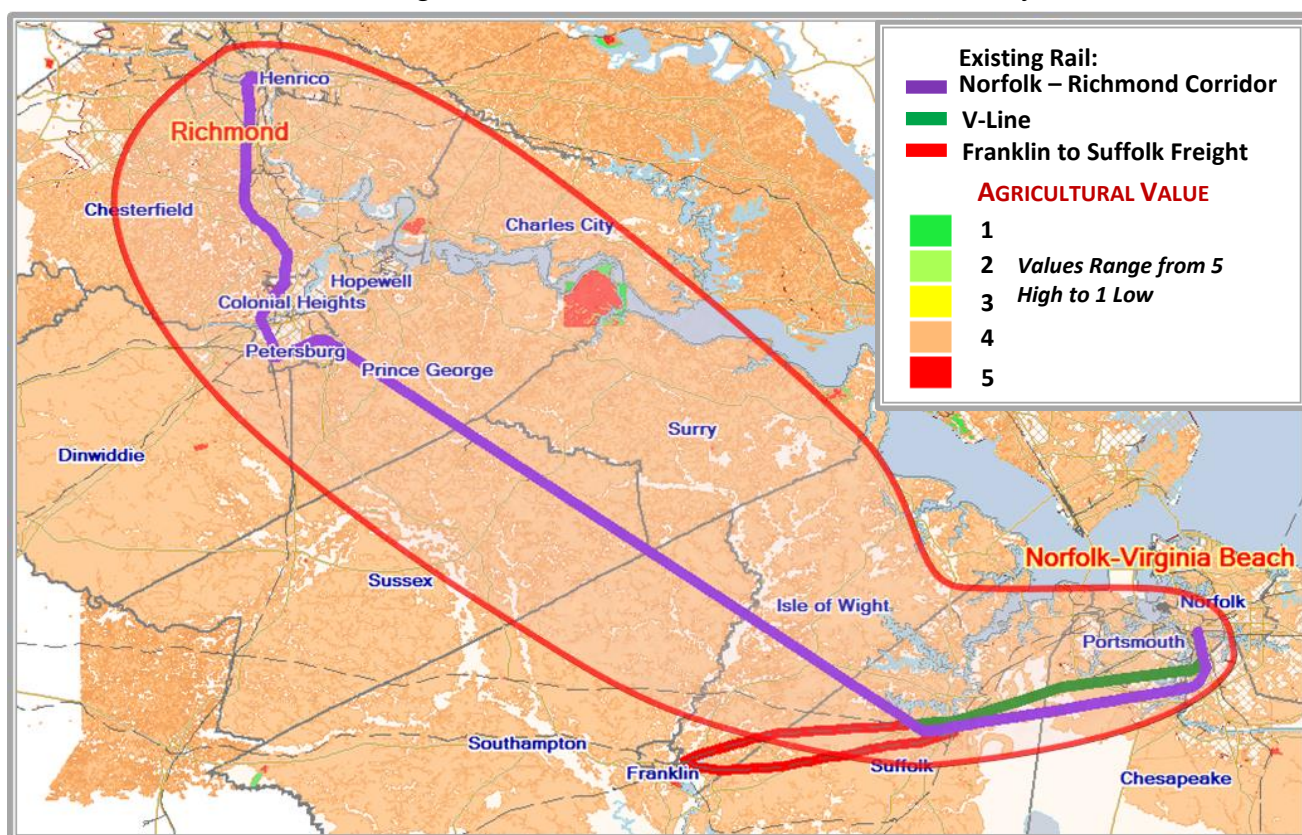 Existing Rail:
Norfolk – Richmond Corridor
V-Line
Franklin to Suffolk Freight
AGRICULTURAL VALUE
1
2 Values Range from 5
High to 1 Low
3
4
5
Henrico
Richmond
Chesterfield
Charles City
Hopewell
Colonial Heights
Petersburg
Prince George
Surry
Dinwiddie
Sussex
Norfolk-Virginia Beach
Isle of Wight
Norfolk
Portsmouth
Southampton
Franklin
Suffolk
Chesapeake